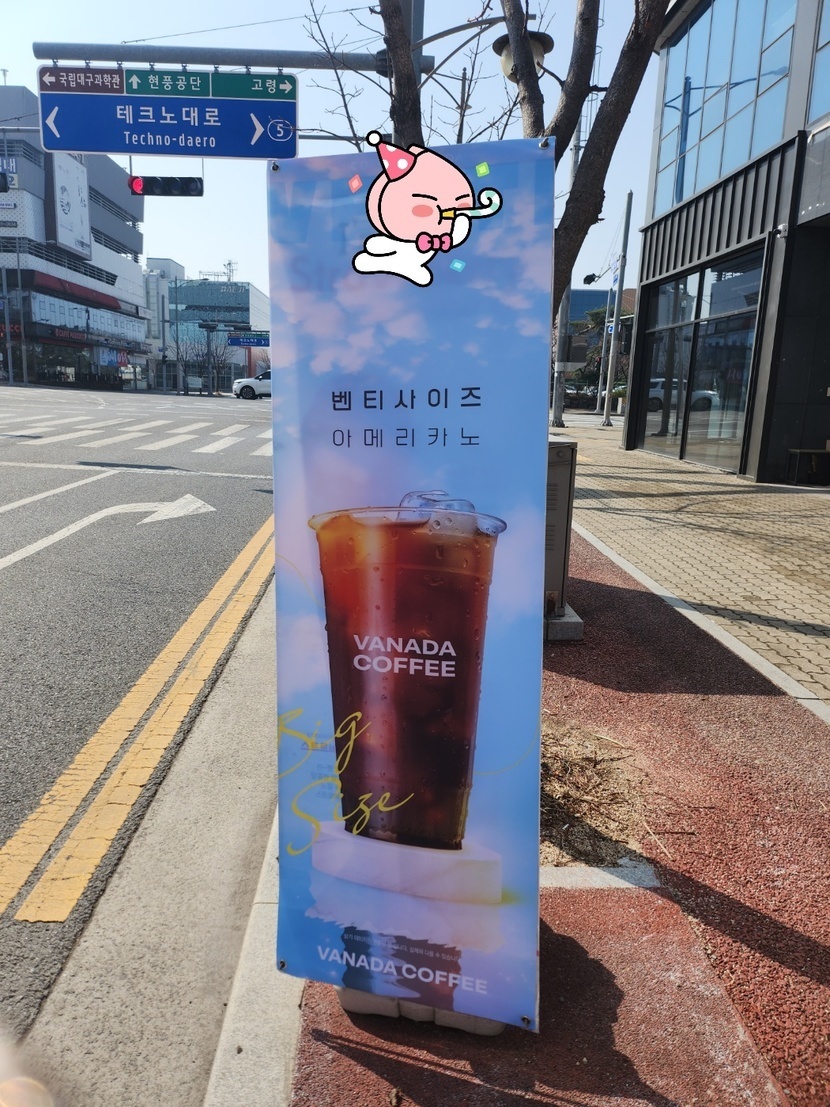 국립대구과학관
현풍공단
고령
테크노대로
5
Techno-daero
벤티사이즈
아메리카노
VANADA
COFFEE
Big
Size
VANADA COFFEE